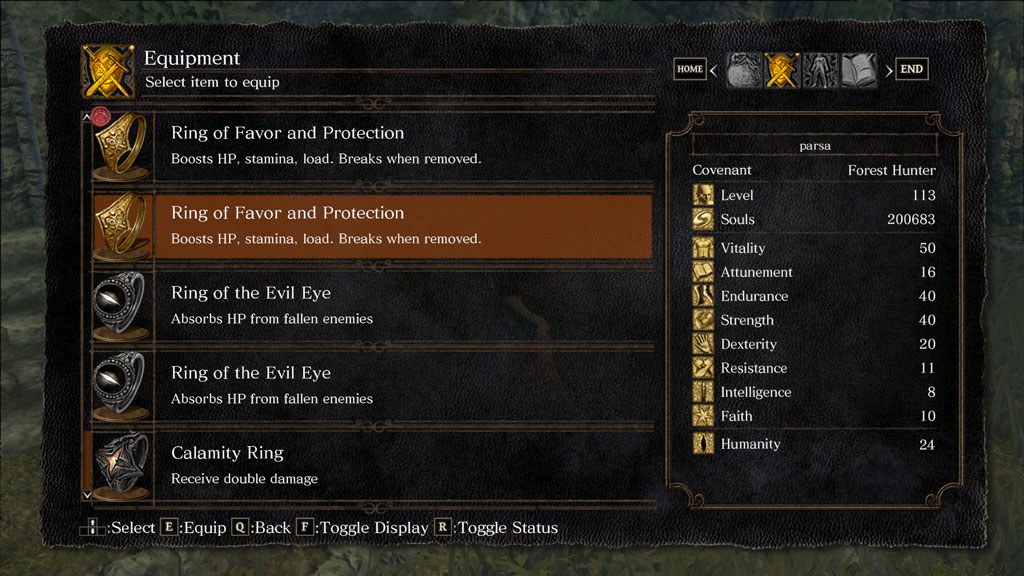 Equipment
Select item to equip
HOME
END
Ring of Favor and Protection
Boosts HP, stamina, load. Breaks when removed.
Ring of Favor and Protection
Boosts HP, stamina, load. Breaks when removed.
Ring of the Evil Eye
Absorbs HP from fallen enemies
Ring of the Evil Eye
Absorbs HP from fallen enemies
Calamity Ring
Receive double damage
parsa
Covenant Forest Hunter
Level 113
Souls 200683
Vitality 50
Attunement 16
Endurance 40
Strength 40
Dexterity 20
Resistance 11
Intelligence 8
Faith 10
Humanity 24
:Select E:Equip Q:Back F:Toggle Display R:Toggle Status